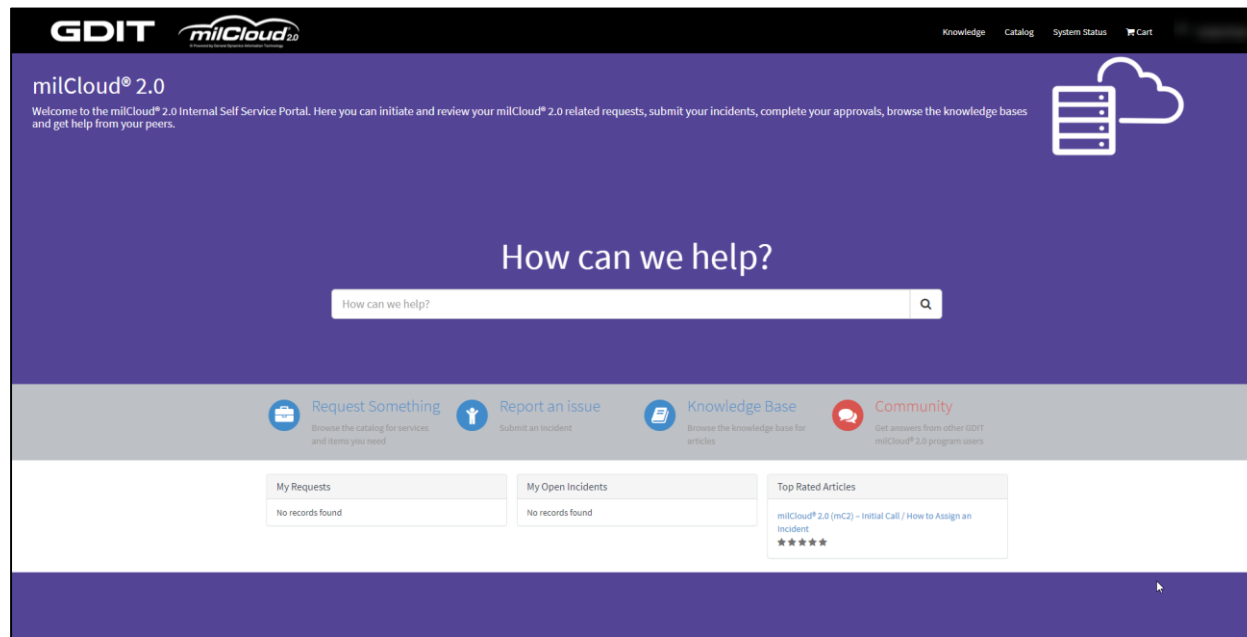 GDIT milCloud® 2.0
® Powered by General Dynamics Information Technology
Knowledge Catalog System Status Cart
milCloud® 2.0
Welcome to the milCloud® 2.0 Internal Self Service Portal. Here you can initiate and review your milCloud® 2.0 related requests, submit your incidents, complete your approvals, browse the knowledge bases
and get help from your peers.
How can we help?
How can we help?
Request Something
Browse the catalog for services
and items you need
Report an issue
Submit an incident
Knowledge Base
Browse the knowledge base for
articles
Community
Get answers from other GDIT
milCloud® 2.0 program users
My Requests
No records found
My Open Incidents
No records found
Top Rated Articles
milCloud® 2.0 (mC2) – Initial Call / How to Assign an
Incident